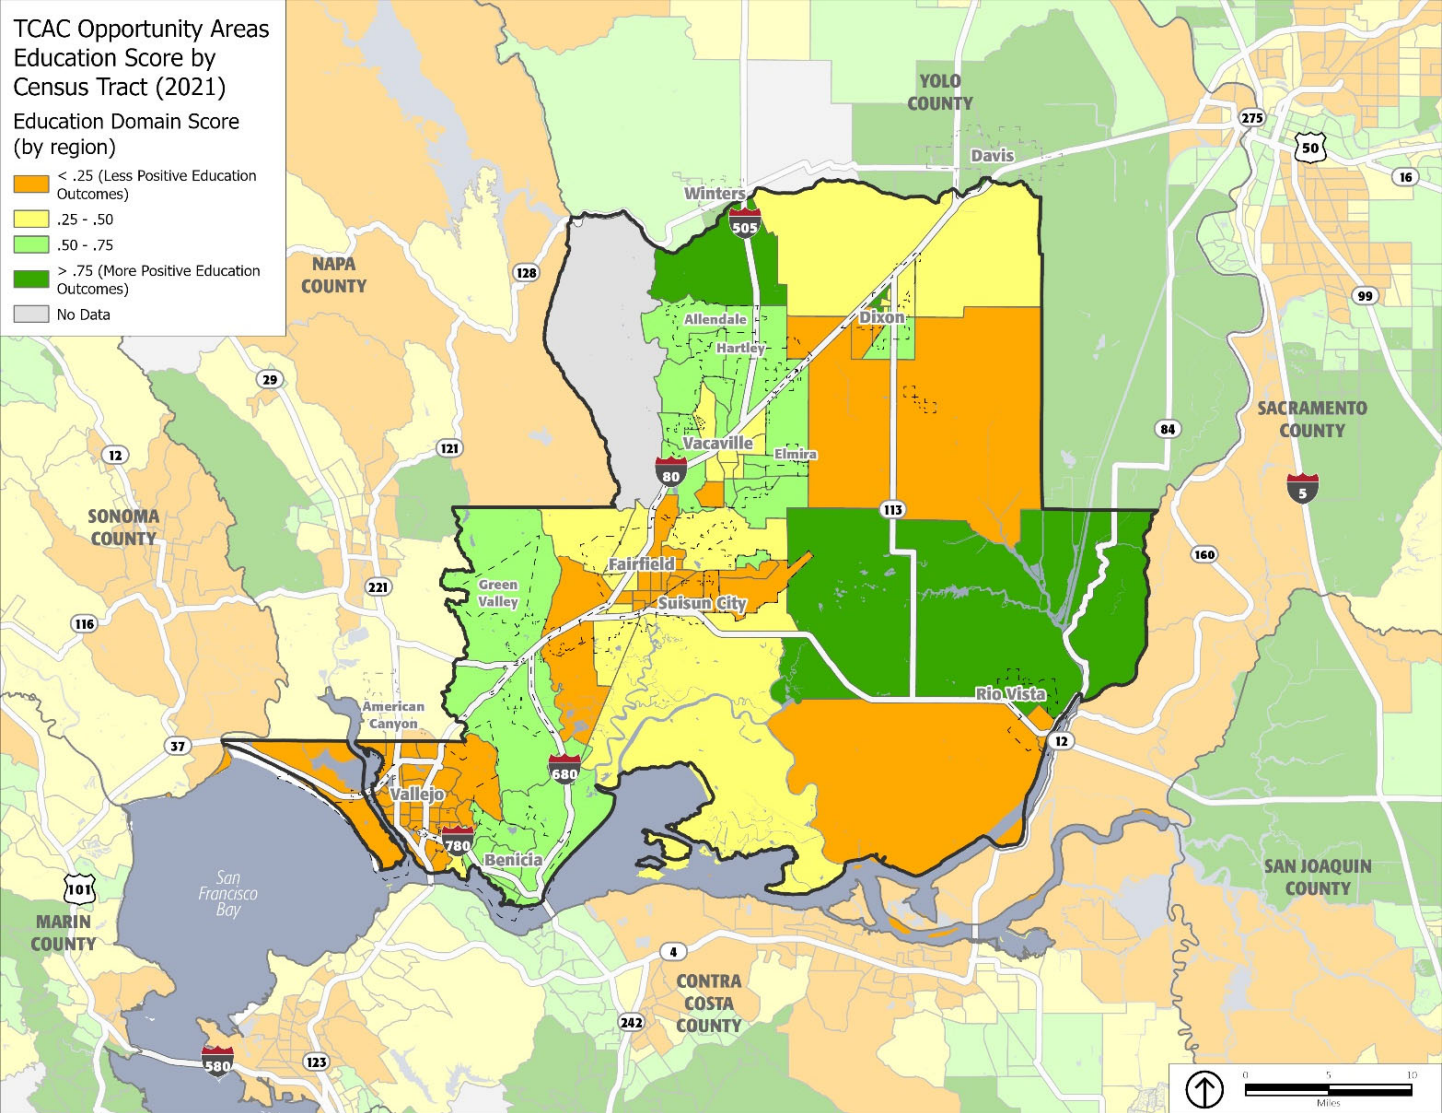 TCAC Opportunity Areas
Education Score by
Census Tract (2021)
Education Domain Score
(by region)
< .25 (Less Positive Education
Outcomes)
.25 - .50
.50 - .75
> .75 (More Positive Education
Outcomes)
No Data
YOLO
COUNTY
275
50
Davis
16
Winters
505
NAPA
COUNTY
128
99
Allendale
Dixon
Hartley
29
SACRAMENTO
COUNTY
84
12
121
Vacaville
Elmira
80
5
SONOMA
COUNTY
113
160
Fairfield
221
Green
Valley
Suisun City
116
Rio Vista
American
Canyon
37
12
680
Vallejo
780
Benicia
San
Francisco
Bay
101
SAN JOAQUIN
COUNTY
MARIN
COUNTY
4
CONTRA
COSTA
COUNTY
242
580
123
0 5 10
Miles